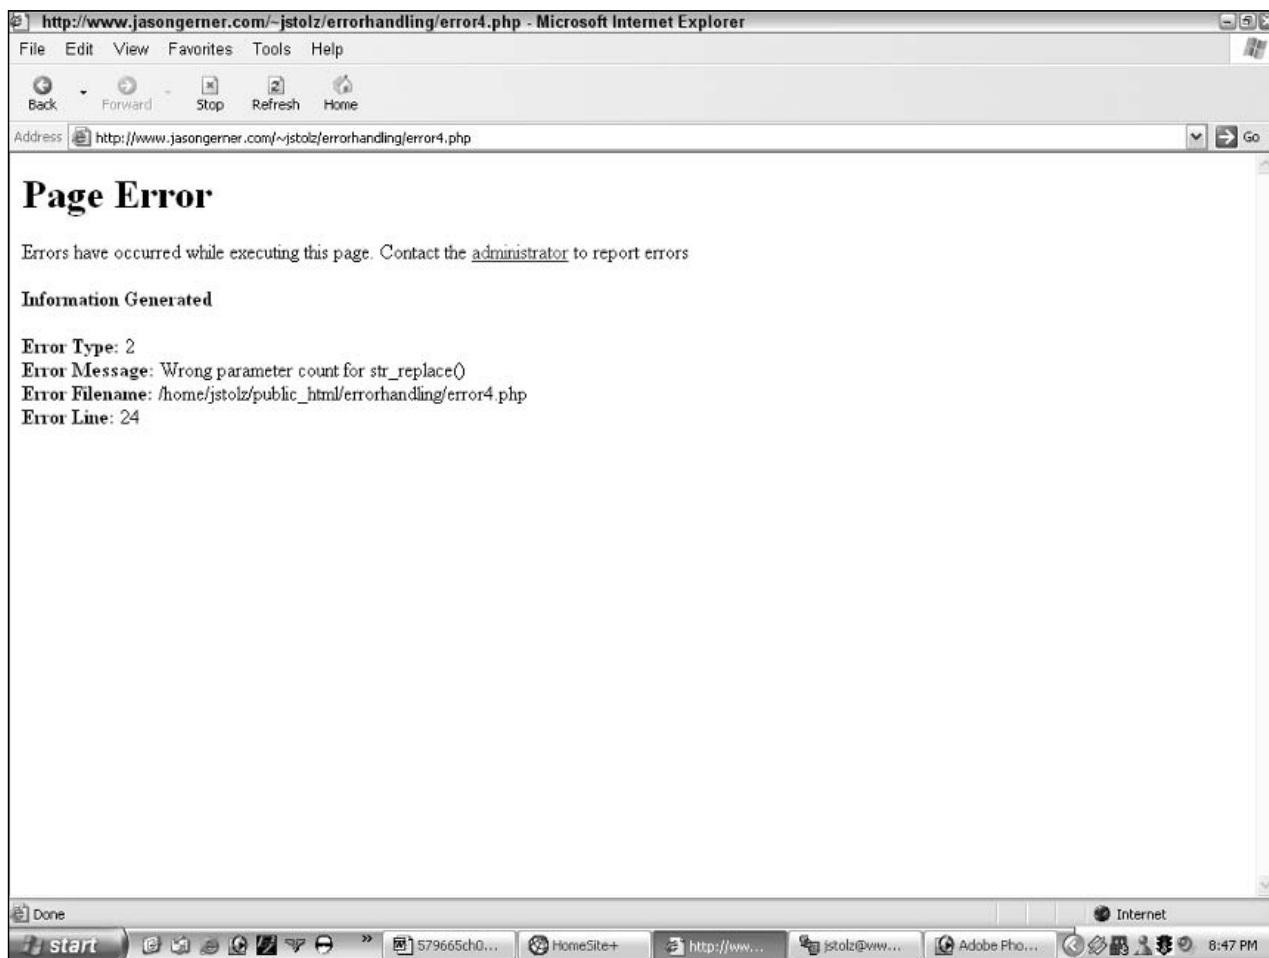 http://www.jasongerner.com/~jstolz/errorhandling/error4.php - Microsoft Internet Explorer
File Edit View Favorites Tools Help
Back Forward Stop Refresh Home
Address http://www.jasongerner.com/~jstolz/errorhandling/error4.php Go
Page Error
Errors have occurred while executing this page. Contact the administrator to report errors
Information Generated
Error Type: 2
Error Message: Wrong parameter count for str_replace()
Error Filename: /home/jstolz/public_html/errorhandling/error4.php
Error Line: 24
Done Internet
start » 579665ch0... HomeSite+ http://ww... jstolz@ww... Adobe Pho... 8:47 PM